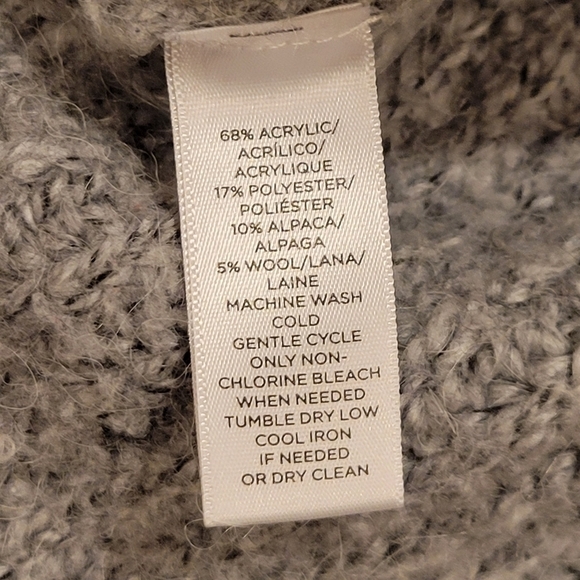 68% ACRYLIC/
ACRÍLICO/
ACRYLIQUE
17% POLYESTER/
POLIÉSTER
10% ALPACA/
ALPAGA
5% WOOL/LANA/
LAINE
MACHINE WASH
COLD
GENTLE CYCLE
ONLY NON-
CHLORINE BLEACH
WHEN NEEDED
TUMBLE DRY LOW
COOL IRON
IF NEEDED
OR DRY CLEAN